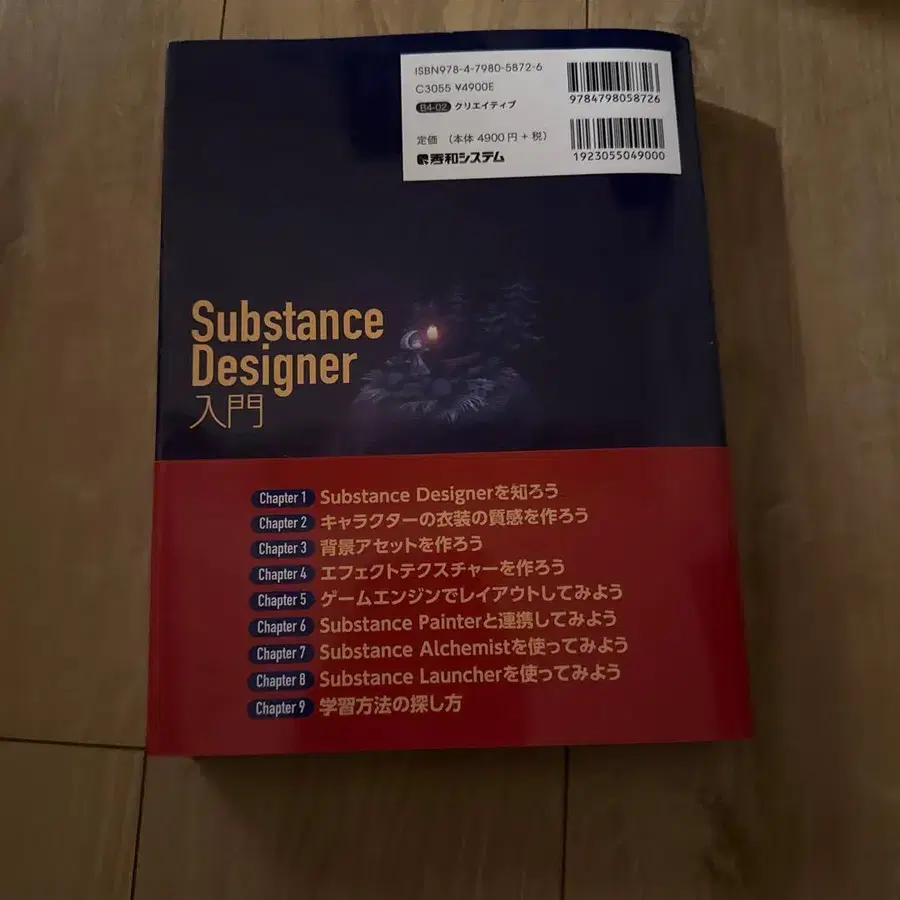 ISBN978-4-7980-5872-6
C3055 ¥4900E
B4-02 クリエイティブ
定価 （本体 4900 円 + 税）
秀和システム
9784798058726
1923055049000
Substance
Designer
入門
Chapter 1 Substance Designerを知ろう
Chapter 2 キャラクターの衣装の質感を作ろう
Chapter 3 背景アセットを作ろう
Chapter 4 エフェクトテクスチャーを作ろう
Chapter 5 ゲームエンジンでレイアウトしてみよう
Chapter 6 Substance Painterと連携してみよう
Chapter 7 Substance Alchemistを使ってみよう
Chapter 8 Substance Launcherを使ってみよう
Chapter 9 学習方法の探し方